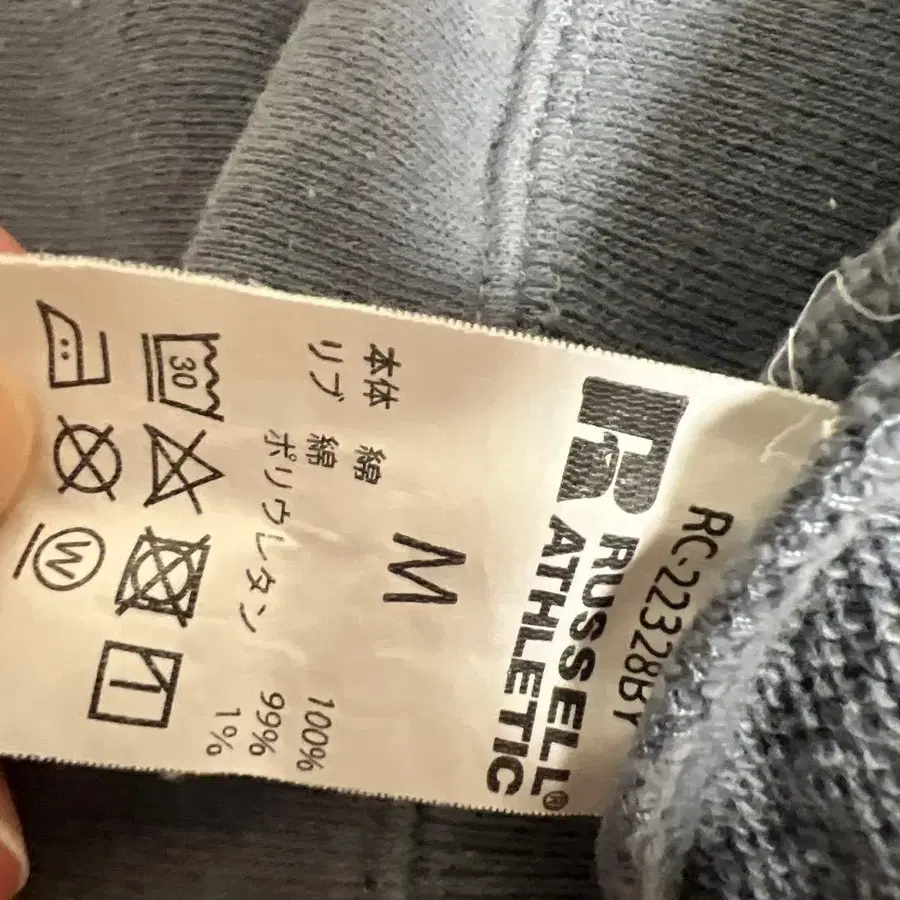 RC-22328BY
RUSSELL®
ATHLETIC
M
本体 綿 100%
リブ 綿 99%
ポリウレタン 1%
30
W